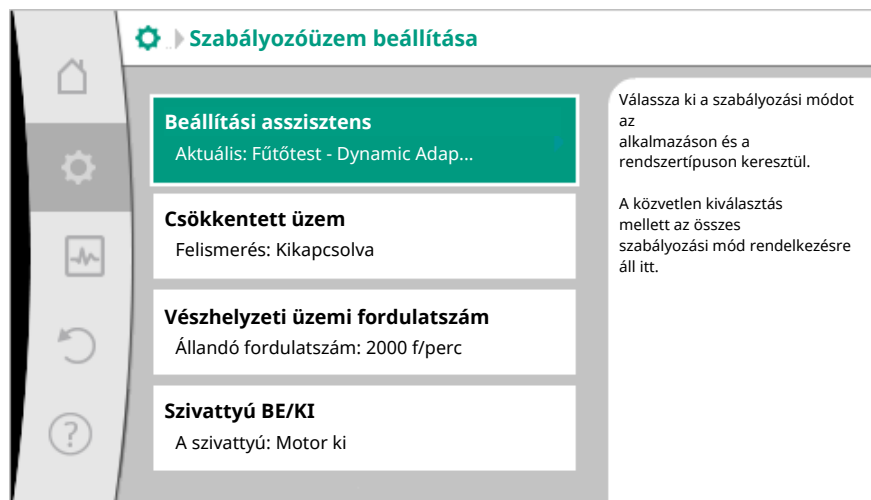 Szabályozóüzem beállítása
Beállítási asszisztens
Aktuális: Fűtőtest - Dynamic Adap...
Csökkentett üzem
Felismerés: Kikapcsolva
Vészhelyzeti üzemi fordulatszám
Állandó fordulatszám: 2000 f/perc
Szivattyú BE/KI
A szivattyú: Motor ki
Válassza ki a szabályozási módot
az
alkalmazáson és a
rendszertípuson keresztül.
A közvetlen kiválasztás
mellett az összes
szabályozási mód rendelkezésre
áll itt.
?